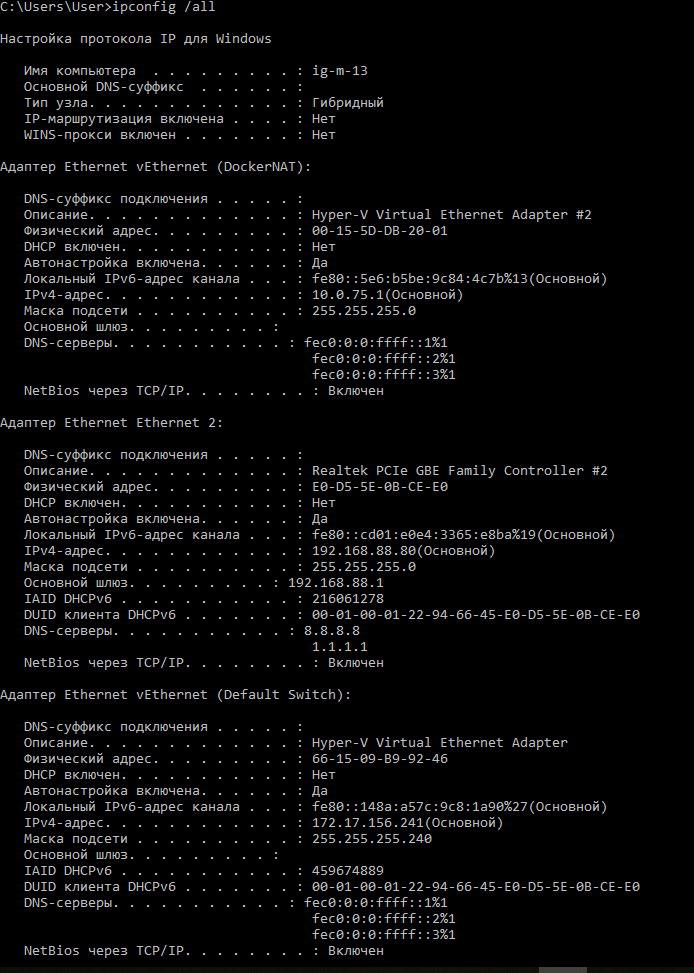 C:\Users\User>ipconfig /all
Настройка протокола IP для Windows
Имя компьютера . . . . . . . . . : ig-m-13
Основной DNS-суффикс . . . . . . :
Тип узла. . . . . . . . . . . . . : Гибридный
IP-маршрутизация включена . . . . : Нет
WINS-прокси включен . . . . . . . : Нет
Адаптер Ethernet vEthernet (DockerNAT):
DNS-суффикс подключения . . . . . :
Описание. . . . . . . . . . . . . : Hyper-V Virtual Ethernet Adapter #2
Физический адрес. . . . . . . . . : 00-15-5D-DB-20-01
DHCP включен. . . . . . . . . . . : Нет
Автонастройка включена. . . . . . : Да
Локальный IPv6-адрес канала . . . : fe80::5e6:b5be:9c84:4c7b%13(Основной)
IPv4-адрес. . . . . . . . . . . . : 10.0.75.1(Основной)
Маска подсети . . . . . . . . . . : 255.255.255.0
Основной шлюз. . . . . . . . . :
DNS-серверы. . . . . . . . . . . : fec0:0:0:ffff::1%1
fec0:0:0:ffff::2%1
fec0:0:0:ffff::3%1
NetBios через TCP/IP. . . . . . . . : Включен
Адаптер Ethernet Ethernet 2:
DNS-суффикс подключения . . . . . :
Описание. . . . . . . . . . . . . : Realtek PCIe GBE Family Controller #2
Физический адрес. . . . . . . . . : E0-D5-5E-0B-CE-E0
DHCP включен. . . . . . . . . . . : Нет
Автонастройка включена. . . . . . : Да
Локальный IPv6-адрес канала . . . : fe80::cd01:e0e4:3365:e8ba%19(Основной)
IPv4-адрес. . . . . . . . . . . . : 192.168.88.80(Основной)
Маска подсети . . . . . . . . . . : 255.255.255.0
Основной шлюз. . . . . . . . . : 192.168.88.1
IAID DHCPv6 . . . . . . . . . . . : 216061278
DUID клиента DHCPv6 . . . . . . . : 00-01-00-01-22-94-66-45-E0-D5-5E-0B-CE-E0
DNS-серверы. . . . . . . . . . . : 8.8.8.8
1.1.1.1
NetBios через TCP/IP. . . . . . . . : Включен
Адаптер Ethernet vEthernet (Default Switch):
DNS-суффикс подключения . . . . . :
Описание. . . . . . . . . . . . . : Hyper-V Virtual Ethernet Adapter
Физический адрес. . . . . . . . . : 66-15-09-B9-92-46
DHCP включен. . . . . . . . . . . : Нет
Автонастройка включена. . . . . . : Да
Локальный IPv6-адрес канала . . . : fe80::148a:a57c:9c8:1a90%27(Основной)
IPv4-адрес. . . . . . . . . . . . : 172.17.156.241(Основной)
Маска подсети . . . . . . . . . . : 255.255.255.240
Основной шлюз. . . . . . . . . :
IAID DHCPv6 . . . . . . . . . . . : 459674889
DUID клиента DHCPv6 . . . . . . . : 00-01-00-01-22-94-66-45-E0-D5-5E-0B-CE-E0
DNS-серверы. . . . . . . . . . . : fec0:0:0:ffff::1%1
fec0:0:0:ffff::2%1
fec0:0:0:ffff::3%1
NetBios через TCP/IP. . . . . . . . : Включен